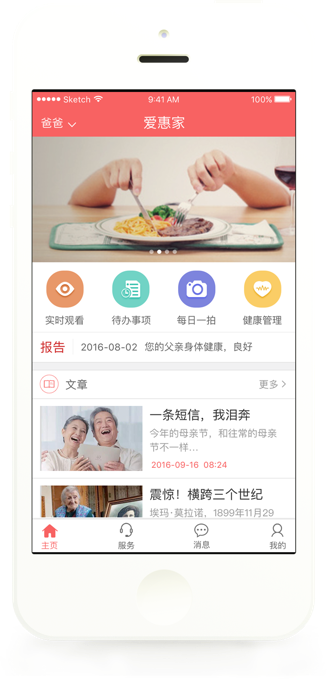 Sketch 9:41 AM 100%
爸爸 爱惠家
实时观看 待办事项 每日一拍 健康管理
报告 2016-08-02 您的父亲身体健康，良好
文章 更多
一条短信，我泪奔
今年的母亲节，和往常的母亲
节不一样...
2016-09-16 08:24
震惊！横跨三个世纪
埃玛·莫拉诺，1899年11月29
主页 服务 消息 我的